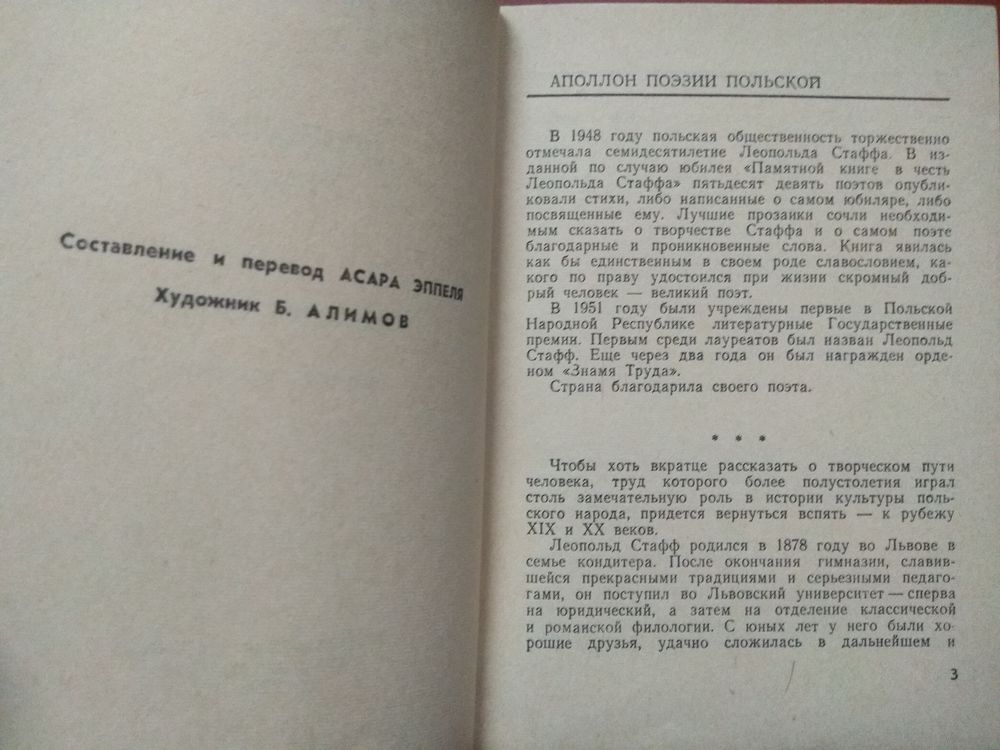 Составление и перевод АСАРА ЭППЕЛЯ
Художник Б. АЛИМОВ
АПОЛЛОН ПОЭЗИИ ПОЛЬСКОЙ
В 1948 году польская общественность торжественно
отмечала семидесятилетие Леопольда Стаффа. В из-
данной по случаю юбилея «Памятной книге в честь
Леопольда Стаффа» пятьдесят девять поэтов опубли-
ковали стихи, либо написанные о самом юбиляре, либо
посвященные ему. Лучшие прозаики сочли необходи-
мым сказать о творчестве Стаффа и о самом поэте
благодарные и проникновенные слова. Книга явилась
как бы единственным в своем роде славословием, ка-
кого по праву удостоился при жизни скромный доб-
рый человек — великий поэт.
В 1951 году были учреждены первые в Польской
Народной Республике литературные Государственные
премии. Первым среди лауреатов был назван Леопольд
Стафф. Еще через два года он был награжден орде-
ном «Знамя Труда».
Страна благодарила своего поэта.
* * *
Чтобы хоть вкратце рассказать о творческом пути
человека, труд которого более полустолетия играл
столь замечательную роль в истории культуры поль-
ского народа, придется вернуться вспять — к рубежу
XIX и XX веков.
Леопольд Стафф родился в 1878 году во Львове в
семье кондитера. После окончания гимназии, славив-
шейся прекрасными традициями и серьезными педаго-
гами, он поступил во Львовский университет — сперва
на юридический, а затем на отделение классической
и романской филологии. С юных лет у него были хо-
рошие друзья, удачно сложилась в дальнейшем и
3